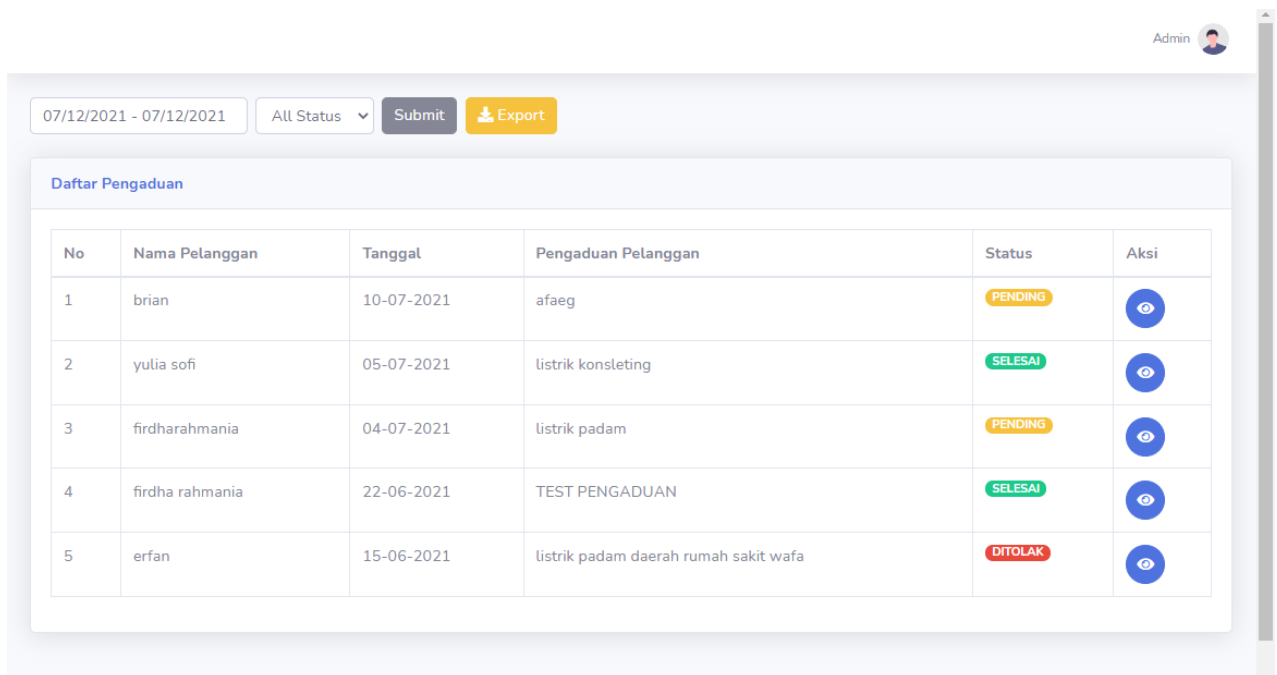 Admin
07/12/2021 - 07/12/2021 All Status Submit Export
Daftar Pengaduan
No Nama Pelanggan Tanggal Pengaduan Pelanggan Status Aksi
1 brian 10-07-2021 afaeg PENDING
2 yulia sofi 05-07-2021 listrik konsleting SELESAI
3 firdharahmania 04-07-2021 listrik padam PENDING
4 firdha rahmania 22-06-2021 TEST PENGADUAN SELESAI
5 erfan 15-06-2021 listrik padam daerah rumah sakit wafa DITOLAK